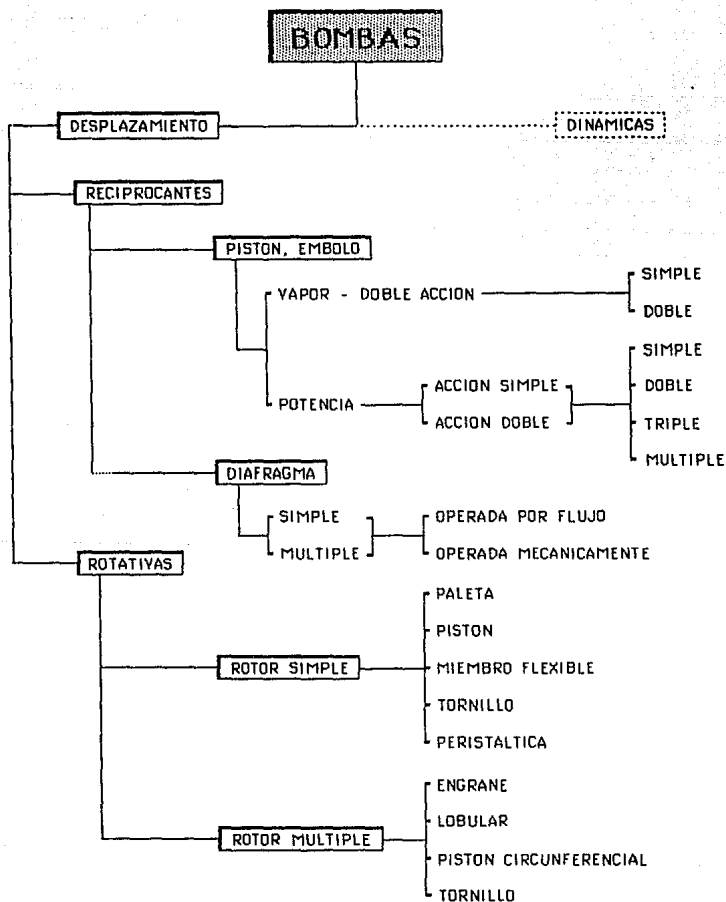 BOMBAS
DESPLAZAMIENTO
DINAMICAS
RECIPROCANTES
PISTON, EMBOLO
VAPOR - DOBLE ACCION
SIMPLE
DOBLE
POTENCIA
ACCION SIMPLE
ACCION DOBLE
SIMPLE
DOBLE
TRIPLE
MULTIPLE
DIAFRAGMA
SIMPLE
MULTIPLE
OPERADA POR FLUJO
OPERADA MECANICAMENTE
ROTATIVAS
ROTOR SIMPLE
PALETA
PISTON
MIEMBRO FLEXIBLE
TORNILLO
PERISTALTICA
ROTOR MULTIPLE
ENGRANE
LOBULAR
PISTON CIRCUNFERENCIAL
TORNILLO